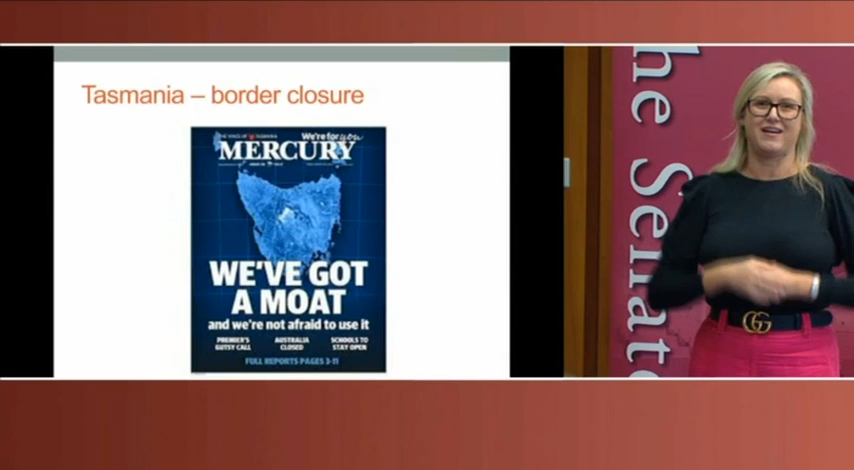 Tasmania – border closure
THE VOICE OF TASMANIA
We're for you
MERCURY
WE'VE GOT
A MOAT
and we're not afraid to use it
PREMIER'S
GUTSY CALL
AUSTRALIA
CLOSED
SCHOOLS TO
STAY OPEN
FULL REPORTS PAGES 3-11
he Senate
GG